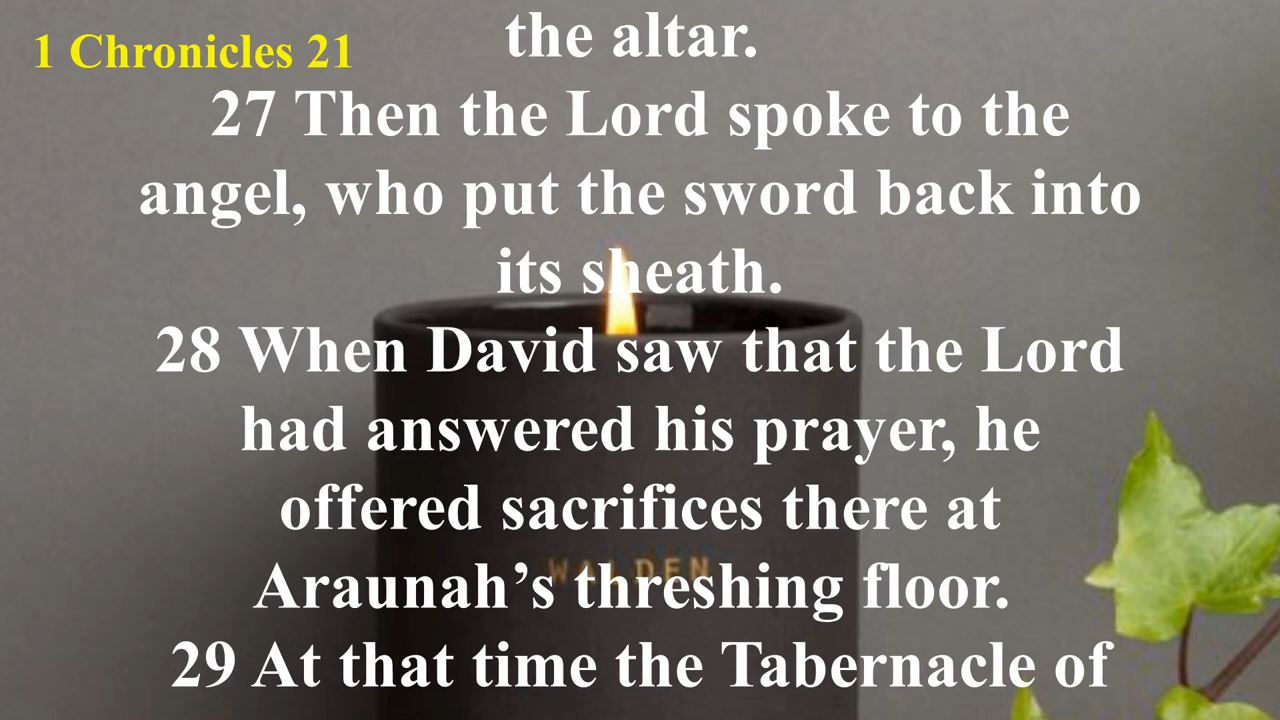 1 Chronicles 21
the altar.
27 Then the Lord spoke to the
angel, who put the sword back into
its sheath.
28 When David saw that the Lord
had answered his prayer, he
offered sacrifices there at
WALDEN
Araunah’s threshing floor.
29 At that time the Tabernacle of